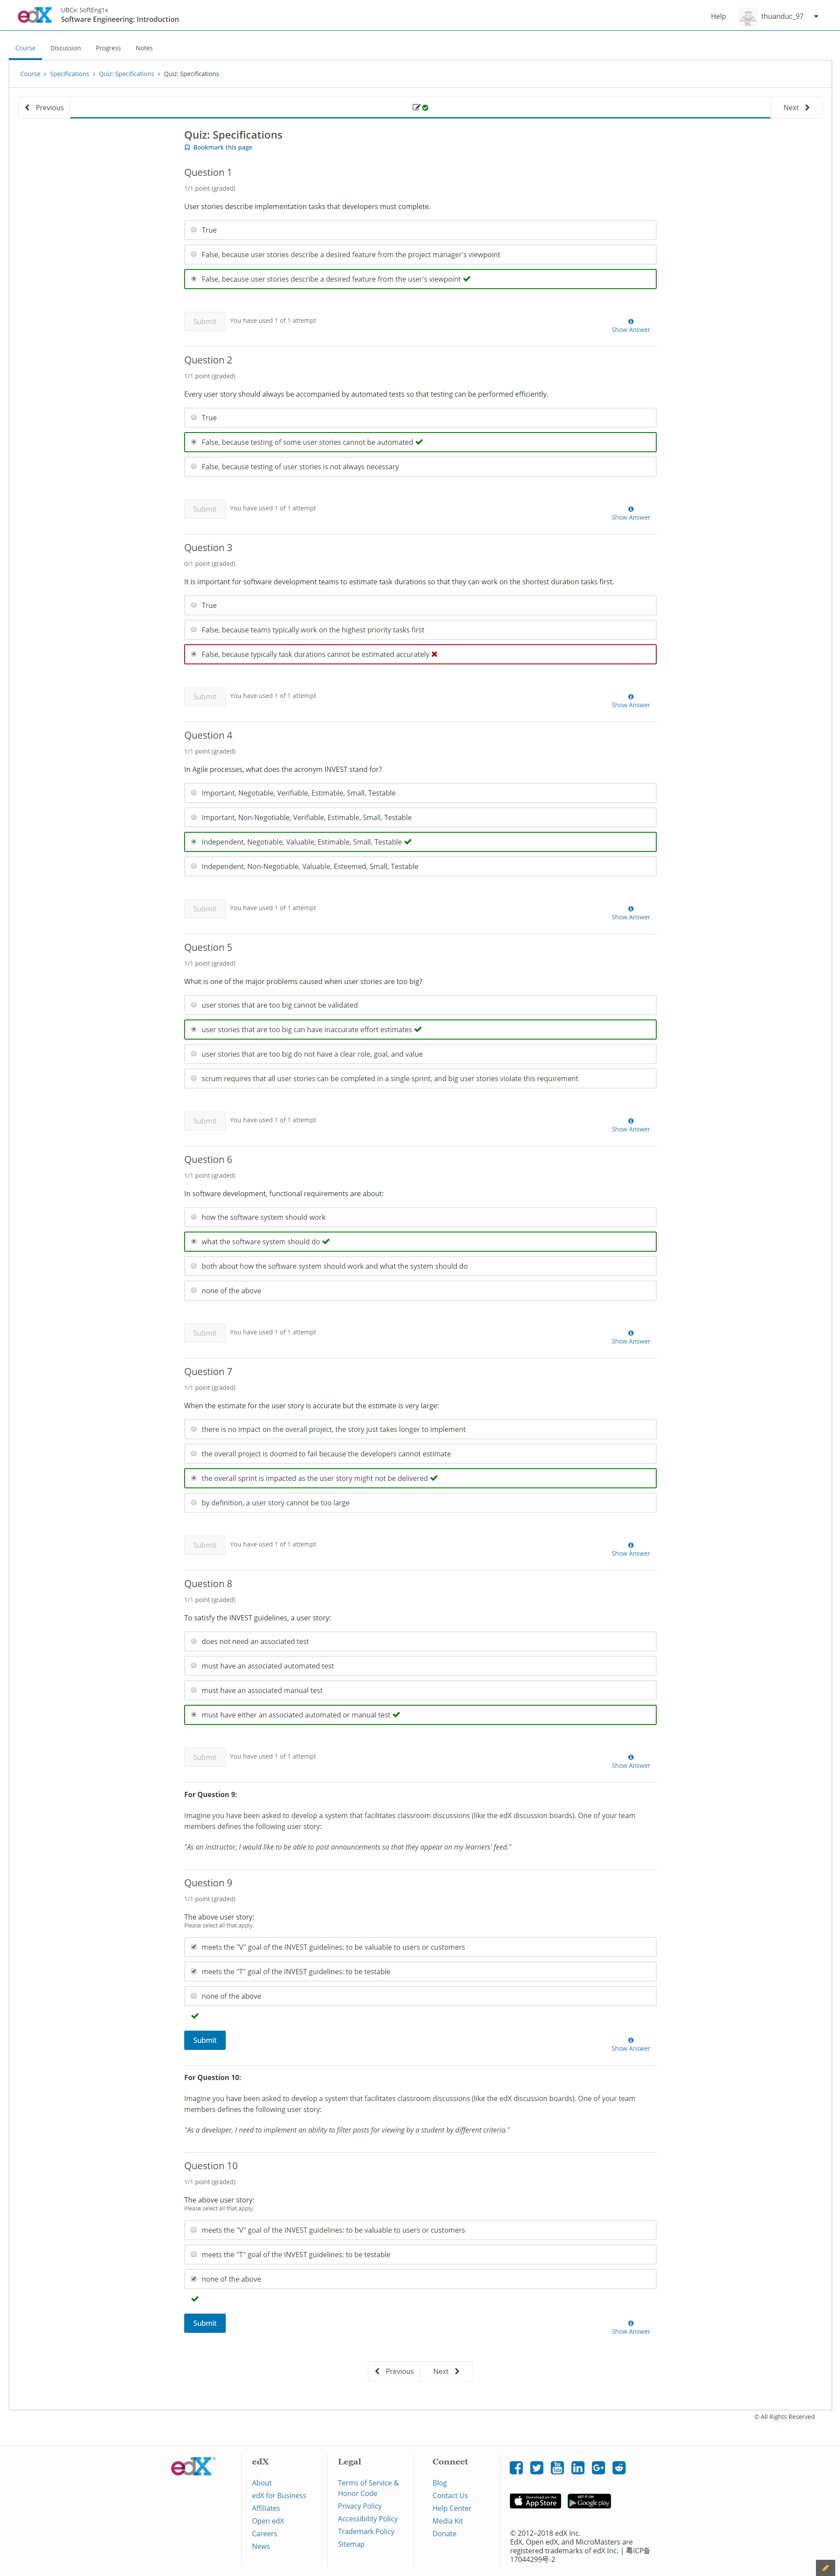 edX
UBCx: SoftEng1x
Software Engineering: Introduction
Help
thuanduc_97
Course
Discussion
Progress
Notes
Course › Specifications › Quiz: Specifications › Quiz: Specifications
Previous
Next
Quiz: Specifications
Bookmark this page
Question 1
1/1 point (graded)
User stories describe implementation tasks that developers must complete.
True
False, because user stories describe a desired feature from the project manager's viewpoint
False, because user stories describe a desired feature from the user's viewpoint
Submit
You have used 1 of 1 attempt
Show Answer
Question 2
1/1 point (graded)
Every user story should always be accompanied by automated tests so that testing can be performed efficiently.
True
False, because testing of some user stories cannot be automated
False, because testing of user stories is not always necessary
Submit
You have used 1 of 1 attempt
Show Answer
Question 3
0/1 point (graded)
It is important for software development teams to estimate task durations so that they can work on the shortest duration tasks first.
True
False, because teams typically work on the highest priority tasks first
False, because typically task durations cannot be estimated accurately
Submit
You have used 1 of 1 attempt
Show Answer
Question 4
1/1 point (graded)
In Agile processes, what does the acronym INVEST stand for?
Important, Negotiable, Verifiable, Estimable, Small, Testable
Important, Non-Negotiable, Verifiable, Estimable, Small, Testable
Independent, Negotiable, Valuable, Estimable, Small, Testable
Independent, Non-Negotiable, Valuable, Esteemed, Small, Testable
Submit
You have used 1 of 1 attempt
Show Answer
Question 5
1/1 point (graded)
What is one of the major problems caused when user stories are too big?
user stories that are too big cannot be validated
user stories that are too big can have inaccurate effort estimates
user stories that are too big do not have a clear role, goal, and value
scrum requires that all user stories can be completed in a single sprint, and big user stories violate this requirement
Submit
You have used 1 of 1 attempt
Show Answer
Question 6
1/1 point (graded)
In software development, functional requirements are about:
how the software system should work
what the software system should do
both about how the software system should work and what the system should do
none of the above
Submit
You have used 1 of 1 attempt
Show Answer
Question 7
1/1 point (graded)
When the estimate for the user story is accurate but the estimate is very large:
there is no impact on the overall project, the story just takes longer to implement
the overall project is doomed to fail because the developers cannot estimate
the overall sprint is impacted as the user story might not be delivered
by definition, a user story cannot be too large
Submit
You have used 1 of 1 attempt
Show Answer
Question 8
1/1 point (graded)
To satisfy the INVEST guidelines, a user story:
does not need an associated test
must have an associated automated test
must have an associated manual test
must have either an associated automated or manual test
Submit
You have used 1 of 1 attempt
Show Answer
For Question 9:
Imagine you have been asked to develop a system that facilitates classroom discussions (like the edX discussion boards). One of your team
members defines the following user story:
"As an instructor, I would like to be able to post announcements so that they appear on my learners' feed."
Question 9
1/1 point (graded)
The above user story:
Please select all that apply.
meets the "V" goal of the INVEST guidelines: to be valuable to users or customers
meets the "T" goal of the INVEST guidelines: to be testable
none of the above
Submit
Show Answer
For Question 10:
Imagine you have been asked to develop a system that facilitates classroom discussions (like the edX discussion boards). One of your team
members defines the following user story:
"As a developer, I need to implement an ability to filter posts for viewing by a student by different criteria."
Question 10
1/1 point (graded)
The above user story:
Please select all that apply.
meets the "V" goal of the INVEST guidelines: to be valuable to users or customers
meets the "T" goal of the INVEST guidelines: to be testable
none of the above
Submit
Show Answer
Previous
Next
© All Rights Reserved
edX
edX
About
edX for Business
Affiliates
Open edX
Careers
News
Legal
Terms of Service &
Honor Code
Privacy Policy
Accessibility Policy
Trademark Policy
Sitemap
Connect
Blog
Contact Us
Help Center
Media Kit
Donate
Download on the
App Store
GET IT ON
Google play
© 2012–2018 edX Inc.
EdX, Open edX, and MicroMasters are
registered trademarks of edX Inc. | 粤ICP备
17044299号-2